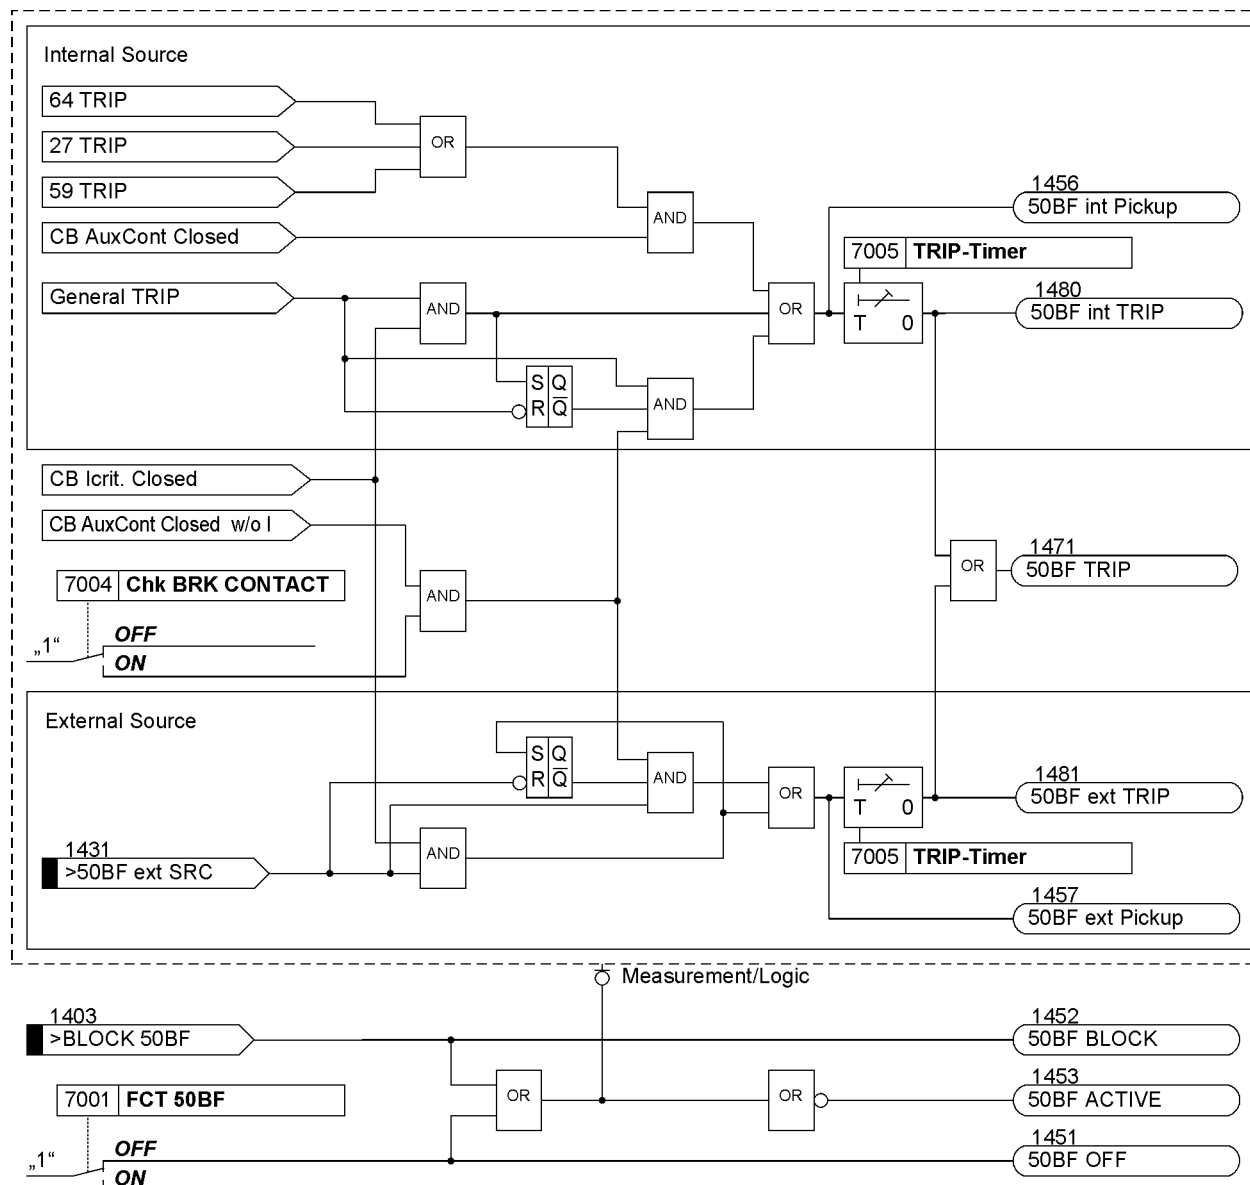 Internal Source
64 TRIP
27 TRIP
OR
59 TRIP
1456
50BF int Pickup
CB AuxCont Closed
AND
7005 TRIP-Timer
General TRIP
AND
OR
T 0
1480
50BF int TRIP
S Q
R Q̅
AND
CB Icrit. Closed
CB AuxCont Closed w/o I
1471
50BF TRIP
OR
7004 Chk BRK CONTACT
AND
OFF
„1“
ON
External Source
S Q
R Q̅
AND
OR
T 0
1481
50BF ext TRIP
1431
>50BF ext SRC
AND
7005 TRIP-Timer
1457
50BF ext Pickup
Measurement/Logic
1403
>BLOCK 50BF
1452
50BF BLOCK
7001 FCT 50BF
OR
OR
1453
50BF ACTIVE
OFF
„1“
ON
1451
50BF OFF